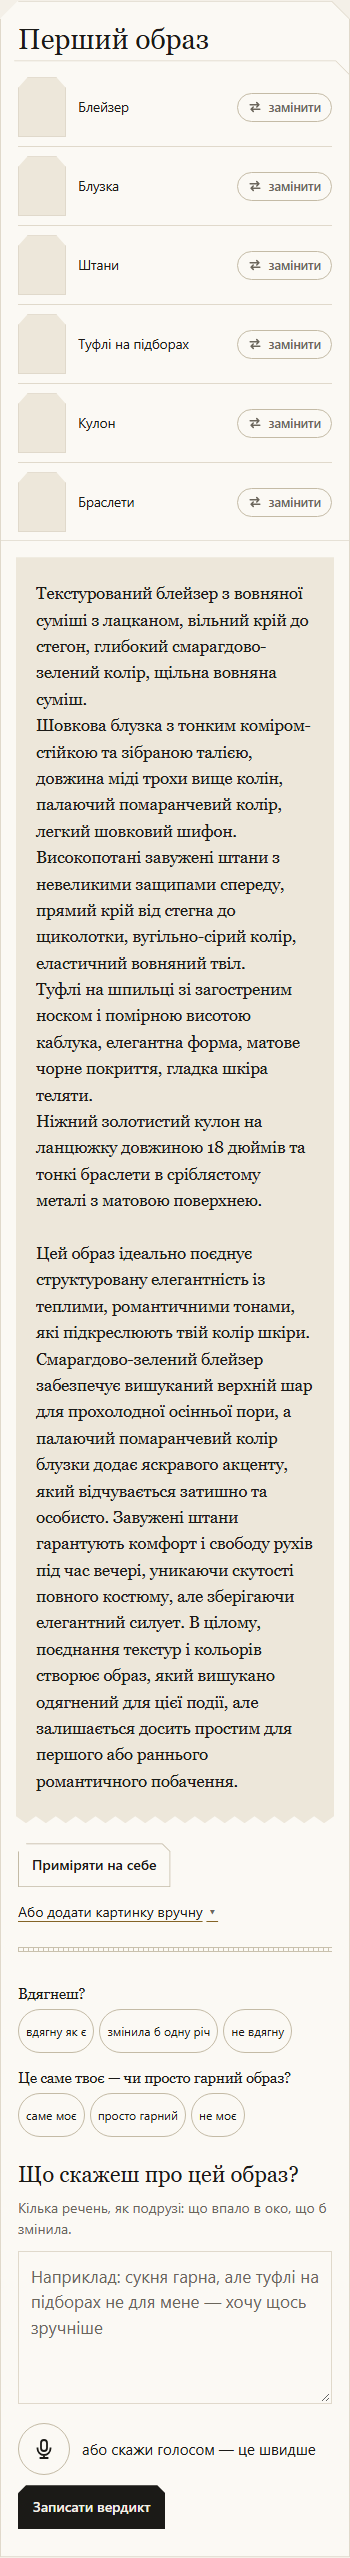 Перший образ
Блейзер
замінити
Блузка
замінити
Штани
замінити
Туфлі на підборах
замінити
Кулон
замінити
Браслети
замінити
Текстурований блейзер з вовняної
суміші з лацканом, вільний крій до
стегон, глибокий смарагдово-
зелений колір, щільна вовняна
суміш.
Шовкова блузка з тонким коміром-
стійкою та зібраною талією,
довжина міді трохи вище колін,
палаючий помаранчевий колір,
легкий шовковий шифон.
Високопотані завужені штани з
невеликими защипами спереду,
прямий крій від стегна до
щиколотки, вугільно-сірий колір,
еластичний вовняний твіл.
Туфлі на шпильці зі загостреним
носком і помірною висотою
каблука, елегантна форма, матове
чорне покриття, гладка шкіра
теляти.
Ніжний золотистий кулон на
ланцюжку довжиною 18 дюймів та
тонкі браслети в сріблястому
металі з матовою поверхнею.
Цей образ ідеально поєднує
структуровану елегантність із
теплими, романтичними тонами,
які підкреслюють твій колір шкіри.
Смарагдово-зелений блейзер
забезпечує вишуканий верхній шар
для прохолодної осінньої пори, а
палаючий помаранчевий колір
блузки додає яскравого акценту,
який відчувається затишно та
особисто. Завужені штани
гарантують комфорт і свободу рухів
під час вечері, уникаючи скутості
повного костюму, але зберігаючи
елегантний силует. В цілому,
поєднання текстур і кольорів
створює образ, який вишукано
одягнений для цієї події, але
залишається досить простим для
першого або раннього
романтичного побачення.
Приміряти на себе
Або додати картинку вручну
Вдягнеш?
вдягну як є
змінила б одну річ
не вдягну
Це саме твоє — чи просто гарний образ?
саме моє
просто гарний
не моє
Що скажеш про цей образ?
Кілька речень, як подрузі: що впало в око, що б
змінила.
Наприклад: сукня гарна, але туфлі на
підборах не для мене — хочу щось
зручніше
або скажи голосом — це швидше
Записати вердикт